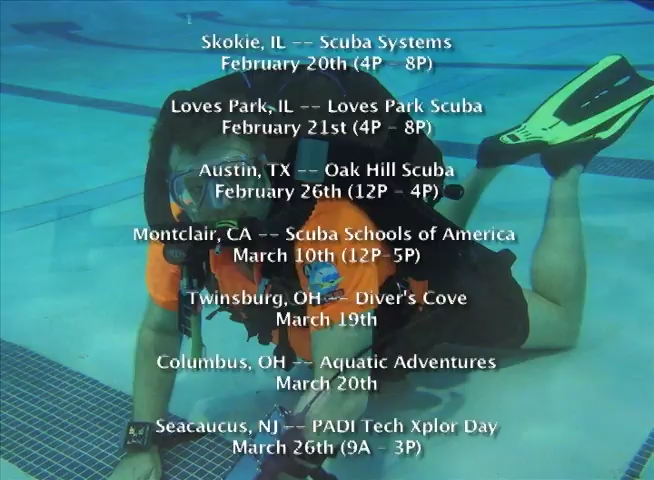 Skokie, IL -- Scuba Systems
February 20th (4P - 8P)
Loves Park, IL -- Loves Park Scuba
February 21st (4P - 8P)
Austin, TX -- Oak Hill Scuba
February 26th (12P - 4P)
Montclair, CA -- Scuba Schools of America
March 10th (12P-5P)
Twinsburg, OH -- Diver's Cove
March 19th
Columbus, OH -- Aquatic Adventures
March 20th
Seacaucus, NJ -- PADI Tech Xplor Day
March 26th (9A - 3P)